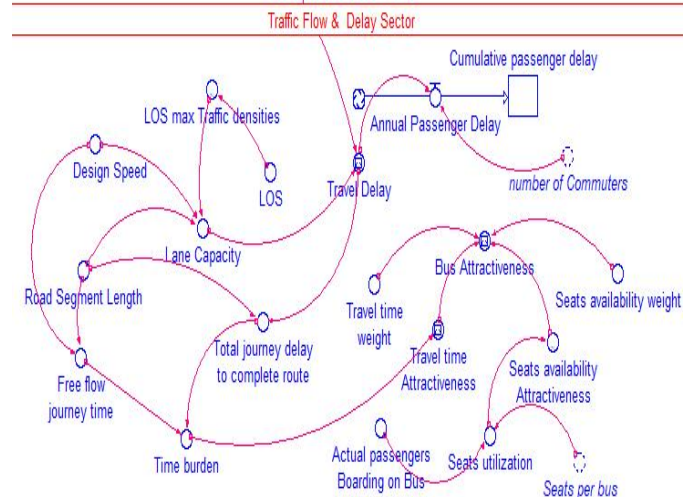 Traffic Flow & Delay Sector
Cumulative passenger delay
LOS max Traffic densities
Annual Passenger Delay
Design Speed
LOS
Travel Delay
number of Commuters
Lane Capacity
Bus Attractiveness
Road Segment Length
Travel time
weight
Seats availability weight
Total journey delay
to complete route
Travel time
Attractiveness
Seats availability
Attractiveness
Free flow
journey time
Time burden
Actual passengers
Boarding on Bus
Seats utilization
Seats per bus